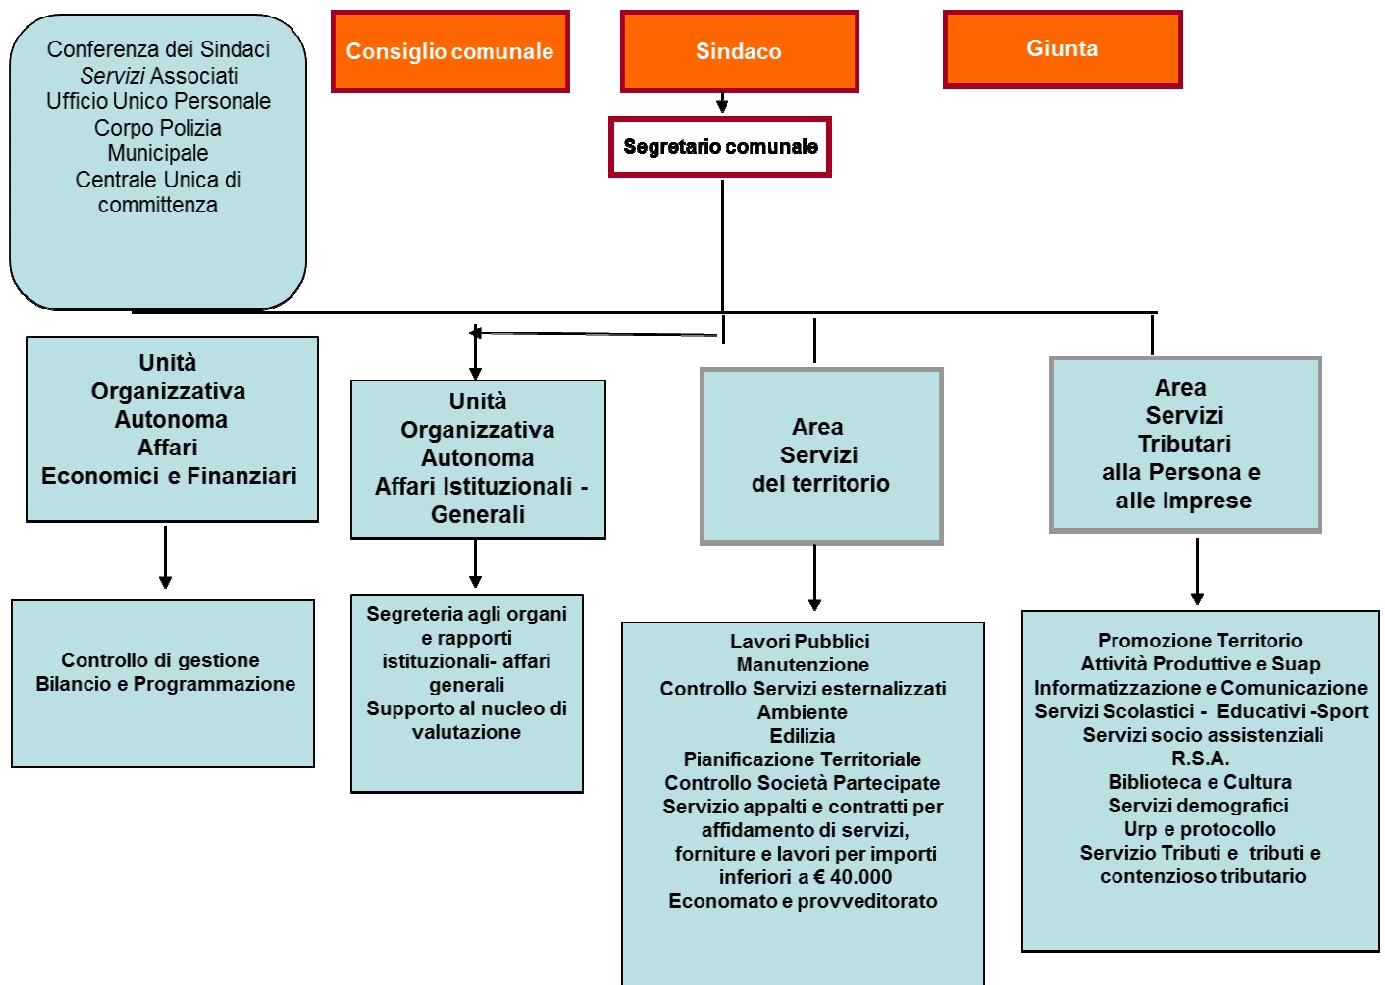 Conferenza dei Sindaci
Servizi Associati
Ufficio Unico Personale
Corpo Polizia
Municipale
Centrale Unica di
committenza
Consiglio comunale
Sindaco
Giunta
Segretario comunale
Unità
Organizzativa
Autonoma
Affari
Economici e Finanziari
Unità
Organizzativa
Autonoma
Affari Istituzionali -
Generali
Area
Servizi
del territorio
Area
Servizi
Tributari
alla Persona e
alle Imprese
Controllo di gestione
Bilancio e Programmazione
Segreteria agli organi
e rapporti
istituzionali- affari
generali
Supporto al nucleo di
valutazione
Lavori Pubblici
Manutenzione
Controllo Servizi esternalizzati
Ambiente
Edilizia
Pianificazione Territoriale
Controllo Società Partecipate
Servizio appalti e contratti per
affidamento di servizi,
forniture e lavori per importi
inferiori a € 40.000
Economato e provveditorato
Promozione Territorio
Attività Produttive e Suap
Informatizzazione e Comunicazione
Servizi Scolastici - Educativi -Sport
Servizi socio assistenziali
R.S.A.
Biblioteca e Cultura
Servizi demografici
Urp e protocollo
Servizio Tributi e tributi e
contenzioso tributario